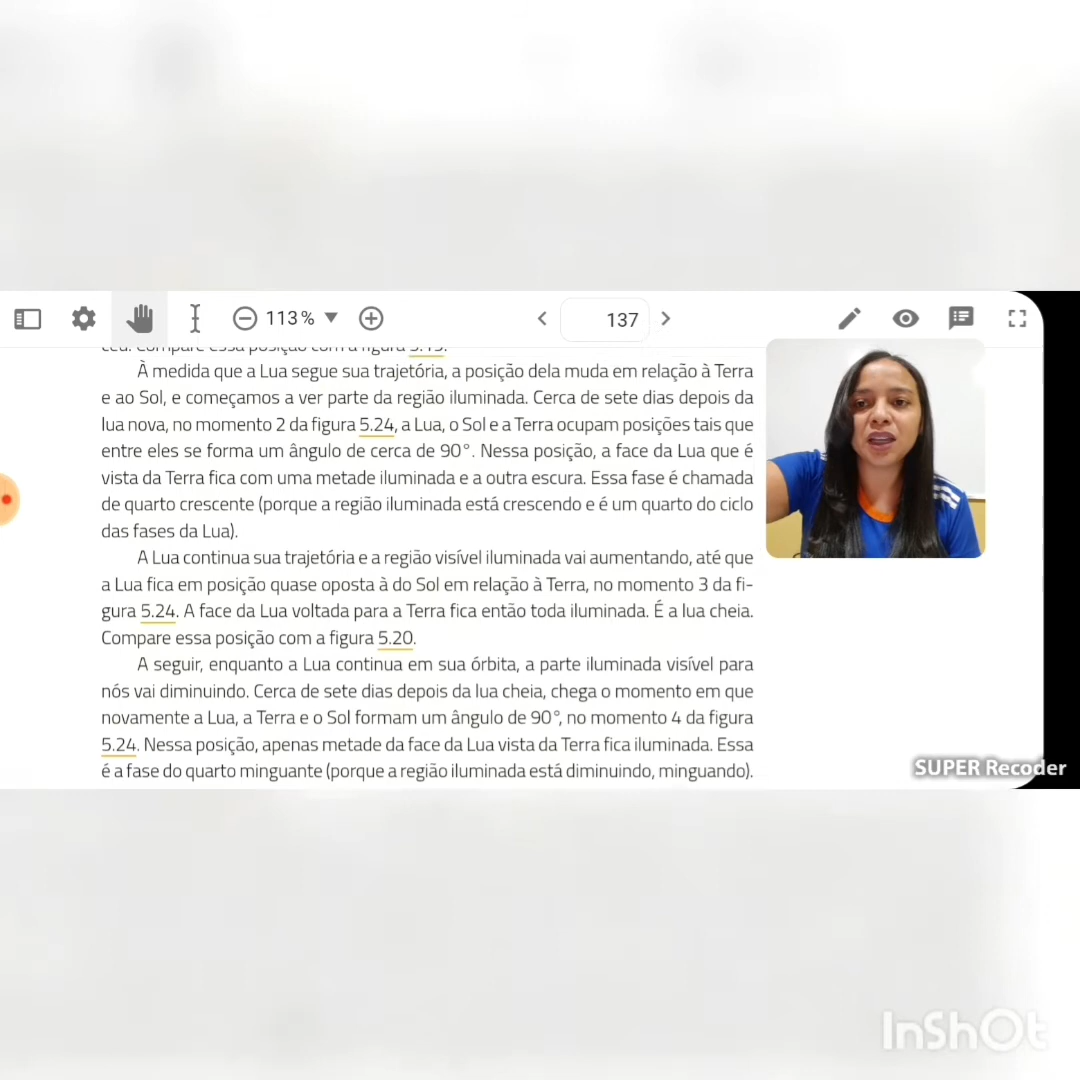 113%
137
À medida que a Lua segue sua trajetória, a posição dela muda em relação à Terra
e ao Sol, e começamos a ver parte da região iluminada. Cerca de sete dias depois da
lua nova, no momento 2 da figura 5.24, a Lua, o Sol e a Terra ocupam posições tais que
entre eles se forma um ângulo de cerca de 90°. Nessa posição, a face da Lua que é
vista da Terra fica com uma metade iluminada e a outra escura. Essa fase é chamada
de quarto crescente (porque a região iluminada está crescendo e é um quarto do ciclo
das fases da Lua).
A Lua continua sua trajetória e a região visível iluminada vai aumentando, até que
a Lua fica em posição quase oposta à do Sol em relação à Terra, no momento 3 da fi-
gura 5.24. A face da Lua voltada para a Terra fica então toda iluminada. É a lua cheia.
Compare essa posição com a figura 5.20.
A seguir, enquanto a Lua continua em sua órbita, a parte iluminada visível para
nós vai diminuindo. Cerca de sete dias depois da lua cheia, chega o momento em que
novamente a Lua, a Terra e o Sol formam um ângulo de 90°, no momento 4 da figura
5.24. Nessa posição, apenas metade da face da Lua vista da Terra fica iluminada. Essa
é a fase do quarto minguante (porque a região iluminada está diminuindo, minguando).
SUPER Recoder
InShOt